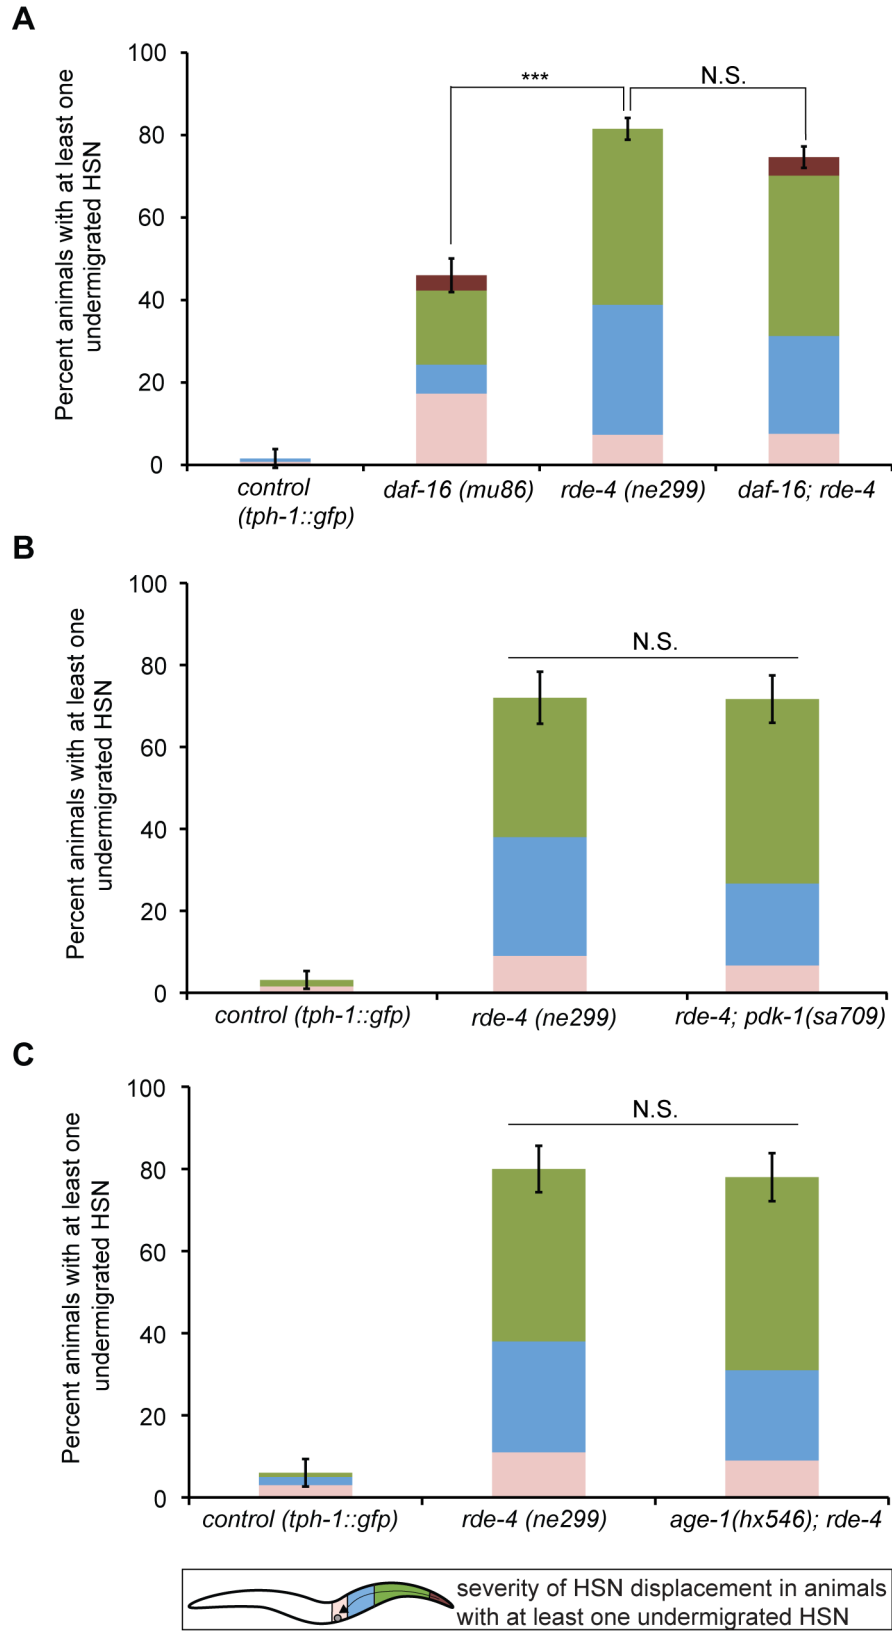 A
Percent animals with at least one
undermigrated HSN
100
80
60
40
20
0
***
N.S.
control
(tph-1::gfp)
daf-16 (mu86)
rde-4 (ne299)
daf-16; rde-4
B
Percent animals with at least one
undermigrated HSN
100
80
60
40
20
0
N.S.
control (tph-1::gfp)
rde-4 (ne299)
rde-4; pdk-1(sa709)
C
Percent animals with at least one
undermigrated HSN
100
80
60
40
20
0
N.S.
control (tph-1::gfp)
rde-4 (ne299)
age-1(hx546); rde-4
severity of HSN displacement in animals
with at least one undermigrated HSN